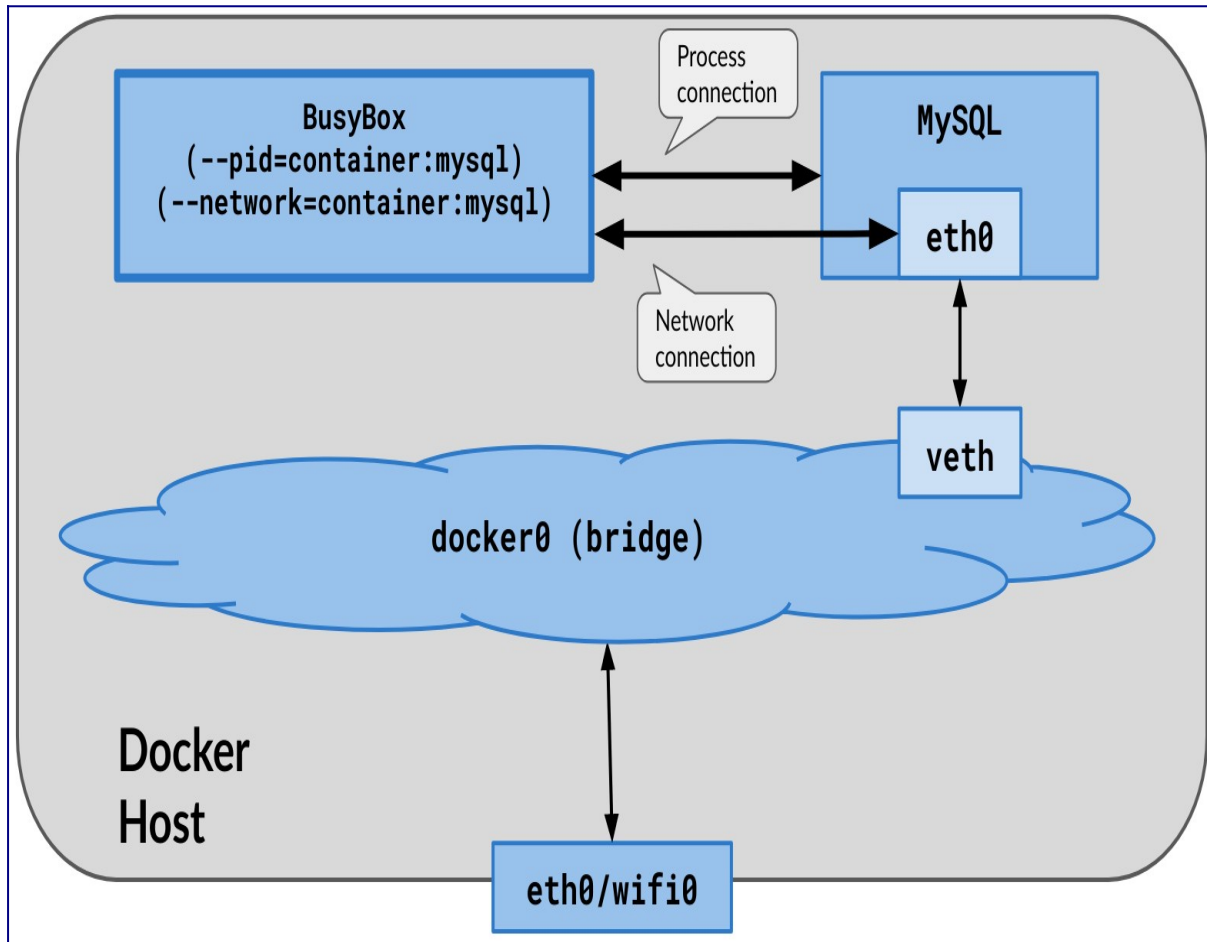 Process
connection
BusyBox
(--pid=container:mysql)
(--network=container:mysql)
MySQL
eth0
Network
connection
veth
docker0 (bridge)
Docker
Host
eth0/wifi0